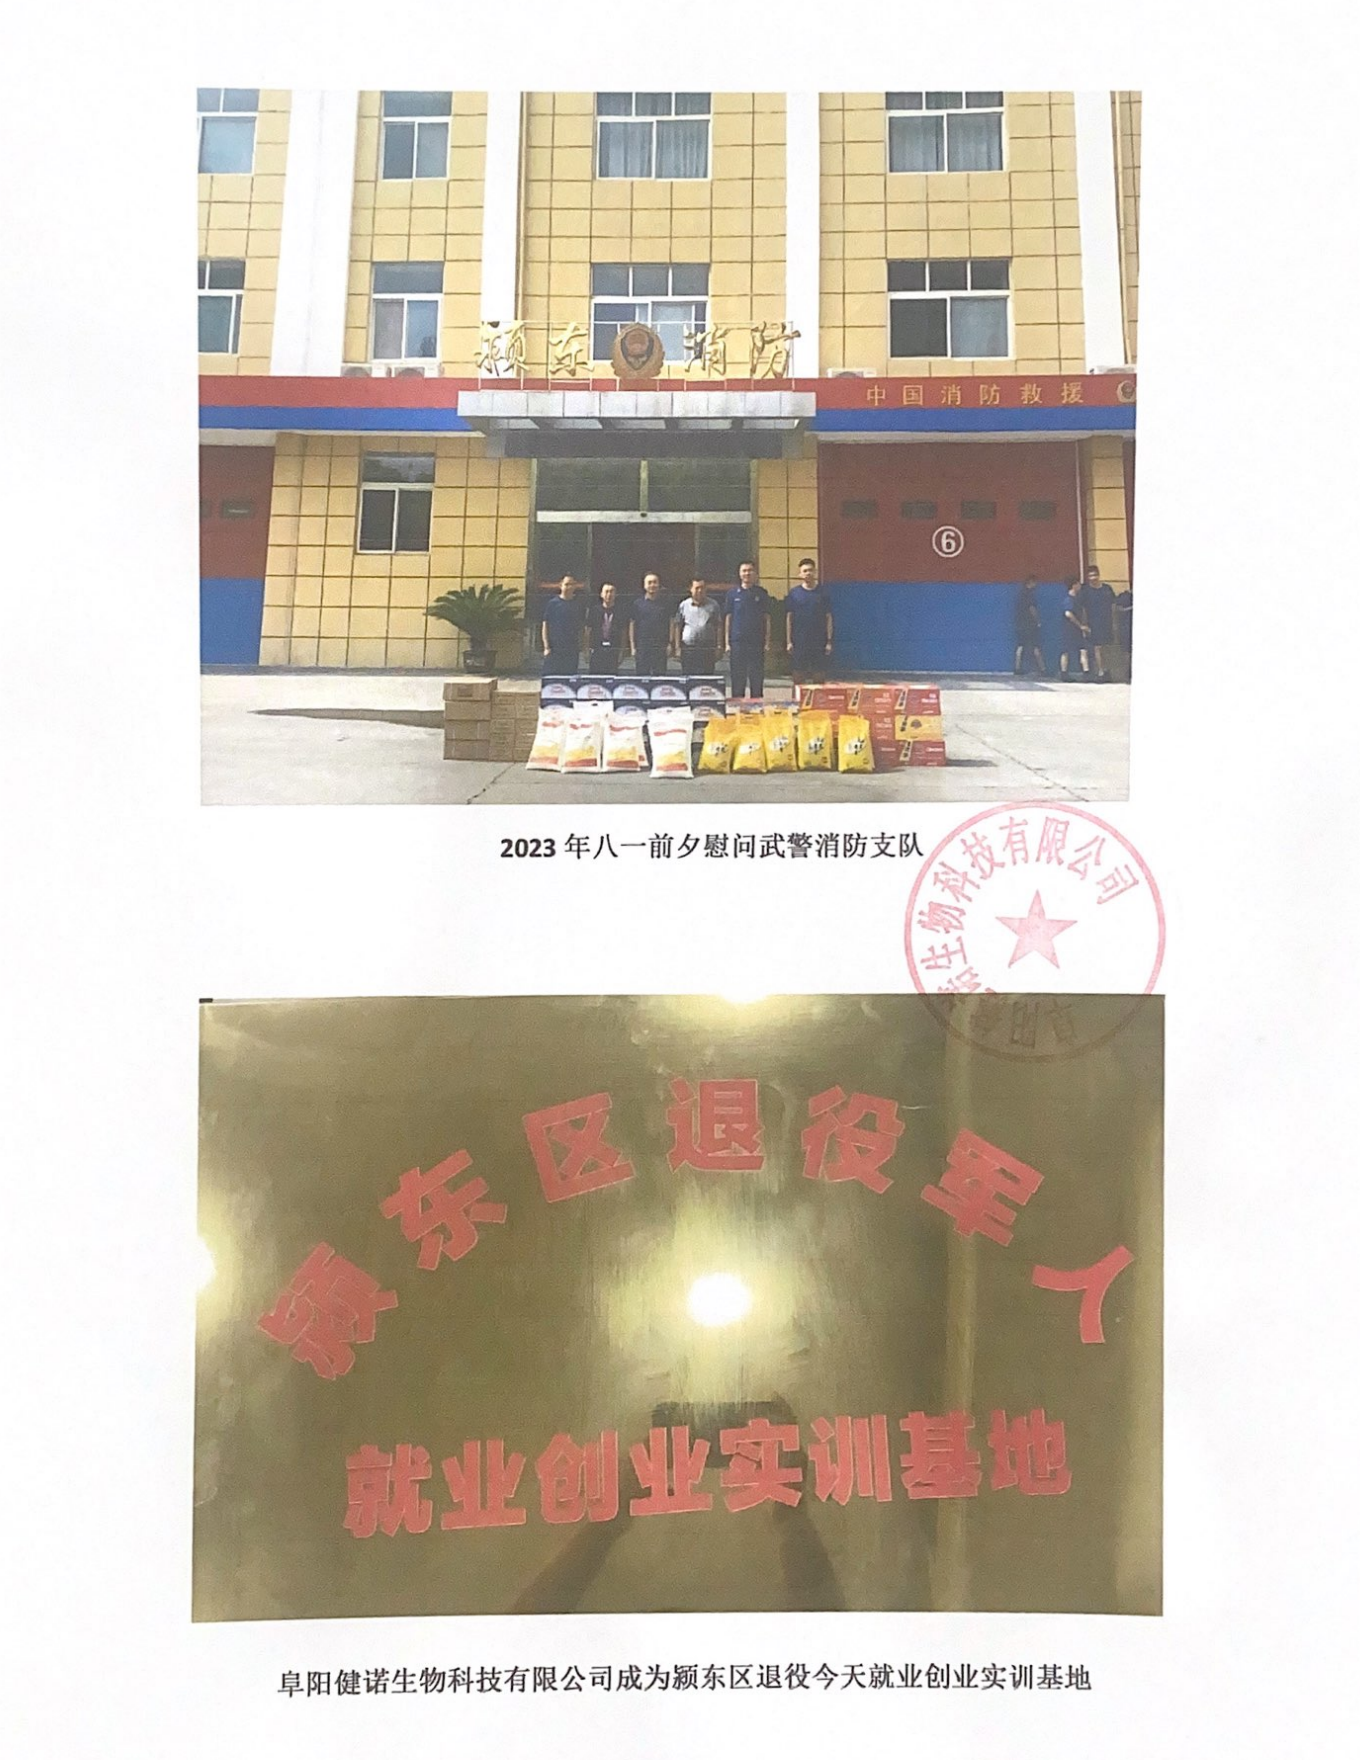 颍东消防
中国消防救援
⑥
2023年八一前夕慰问武警消防支队
生物科技有限公司
颍东区退役军人
就业创业实训基地
阜阳健诺生物科技有限公司成为颍东区退役今天就业创业实训基地